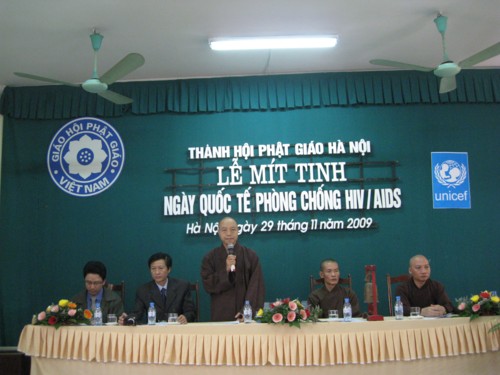 GIÁO HỘI PHẬT GIÁO
VIỆT NAM
THÀNH HỘI PHẬT GIÁO HÀ NỘI
LỄ MÍT TINH
NGÀY QUỐC TẾ PHÒNG CHỐNG HIV/AIDS
Hà Nội, ngày 29 tháng 11 năm 2009
unicef